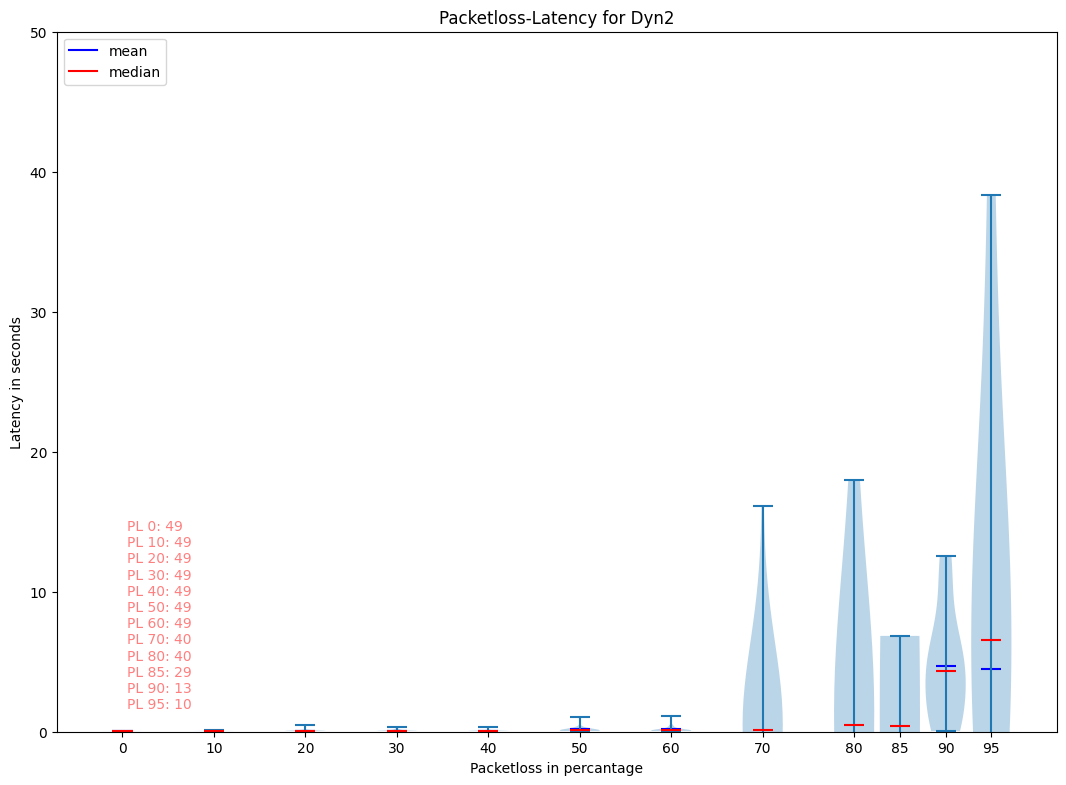 Packetloss-Latency for Dyn2
mean
median
50
40
30
20
10
0
Latency in seconds
PL 0: 49
PL 10: 49
PL 20: 49
PL 30: 49
PL 40: 49
PL 50: 49
PL 60: 49
PL 70: 40
PL 80: 40
PL 85: 29
PL 90: 13
PL 95: 10
0 10 20 30 40 50 60 70 80 85 90 95
Packetloss in percantage